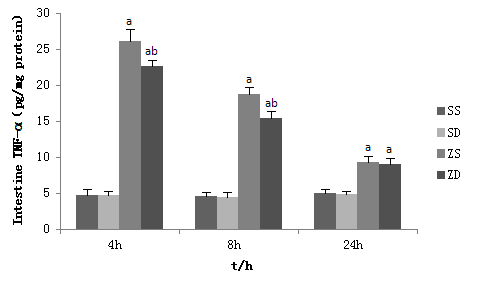 Intestine TNF-α (pg/mg protein)
30
25
20
15
10
5
0
a
ab
a
ab
a
a
4h
8h
24h
t/h
SS
SD
ZS
ZD